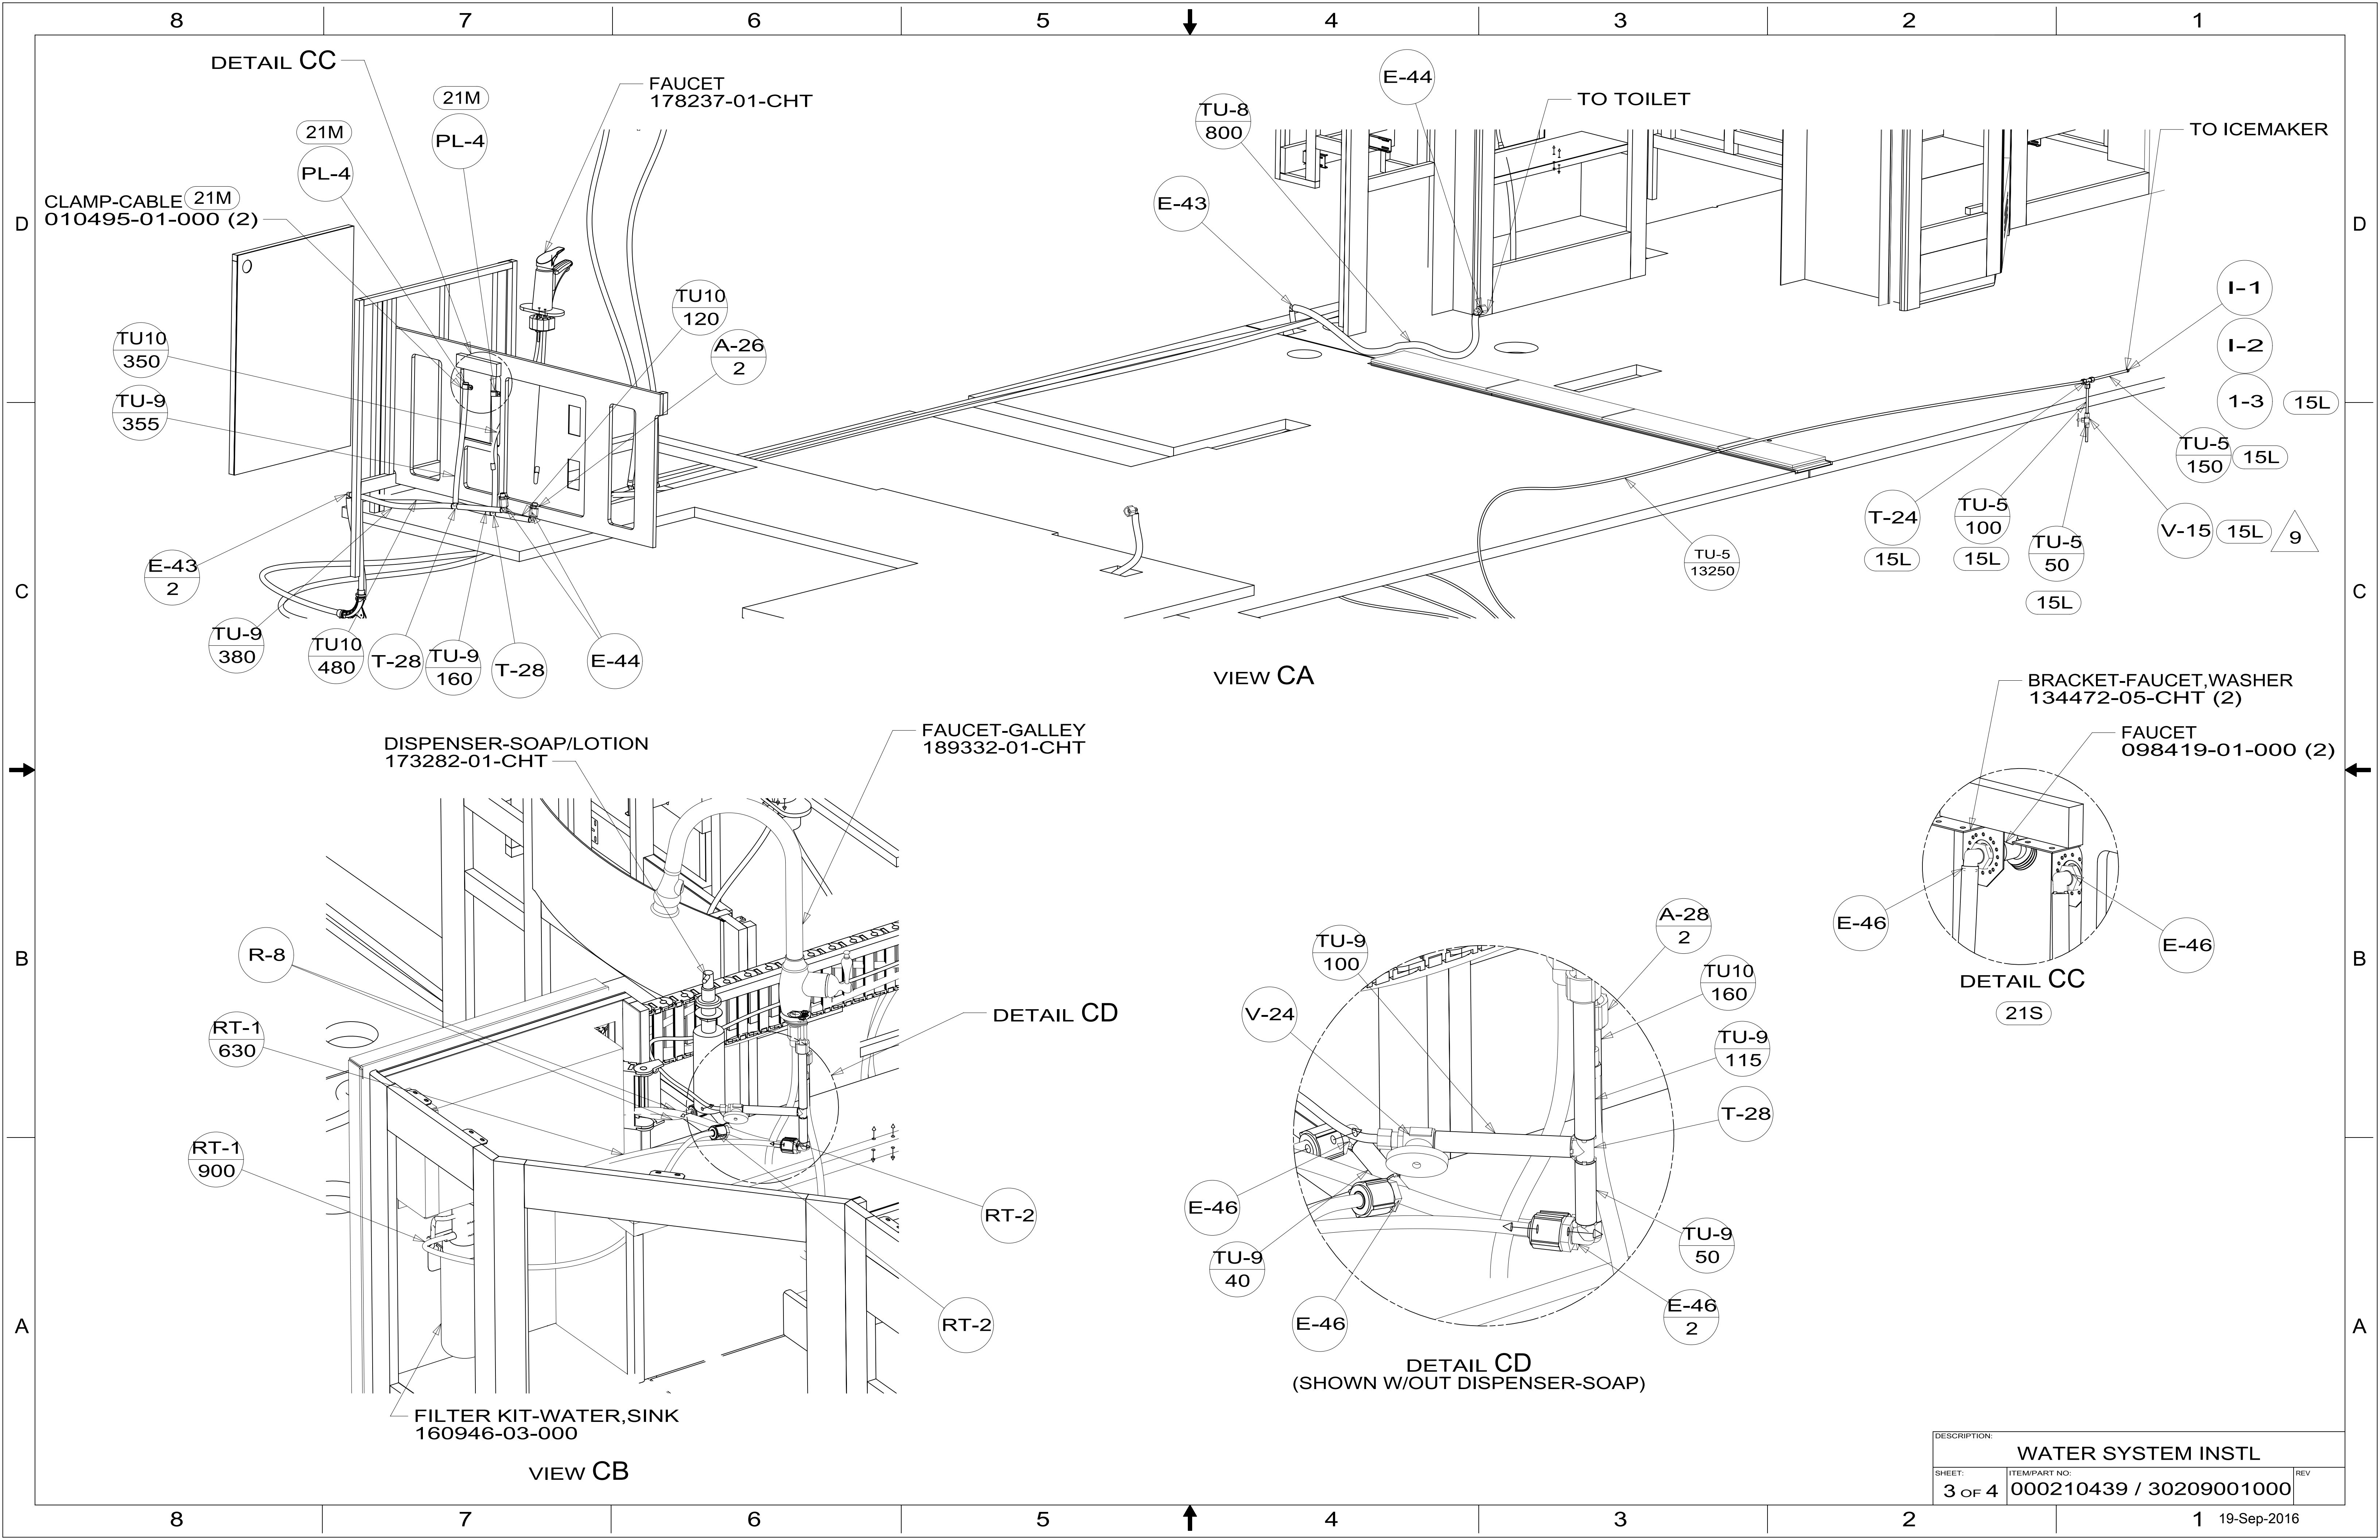 8 7 6 5 4 3 2 1
D
C
B
A
D
C
B
A
DETAIL CC
21M
PL-4
21M
PL-4
CLAMP-CABLE 21M
010495-01-000 (2)
FAUCET
178237-01-CHT
TU10
350
TU-9
355
TU10
120
A-26
2
E-43
2
TU-9
380
TU10
480
T-28
TU-9
160
T-28
E-44
E-44
TU-8
800
TO TOILET
E-43
TO ICEMAKER
I-1
I-2
1-3 15L
TU-5
150 15L
T-24
15L
TU-5
100
15L
TU-5
50
15L
V-15 15L 9
TU-5
13250
VIEW CA
DISPENSER-SOAP/LOTION
173282-01-CHT
FAUCET-GALLEY
189332-01-CHT
R-8
RT-1
630
RT-1
900
DETAIL CD
RT-2
RT-2
FILTER KIT-WATER,SINK
160946-03-000
VIEW CB
TU-9
100
A-28
2
TU10
160
V-24
TU-9
115
T-28
E-46
TU-9
40
E-46
TU-9
50
E-46
2
DETAIL CD
(SHOWN W/OUT DISPENSER-SOAP)
BRACKET-FAUCET,WASHER
134472-05-CHT (2)
FAUCET
098419-01-000 (2)
E-46
E-46
DETAIL CC
21S
DESCRIPTION:
WATER SYSTEM INSTL
SHEET:
3 OF 4
ITEM/PART NO:
000210439 / 30209001000
REV
8 7 6 5 4 3 2 1
19-Sep-2016